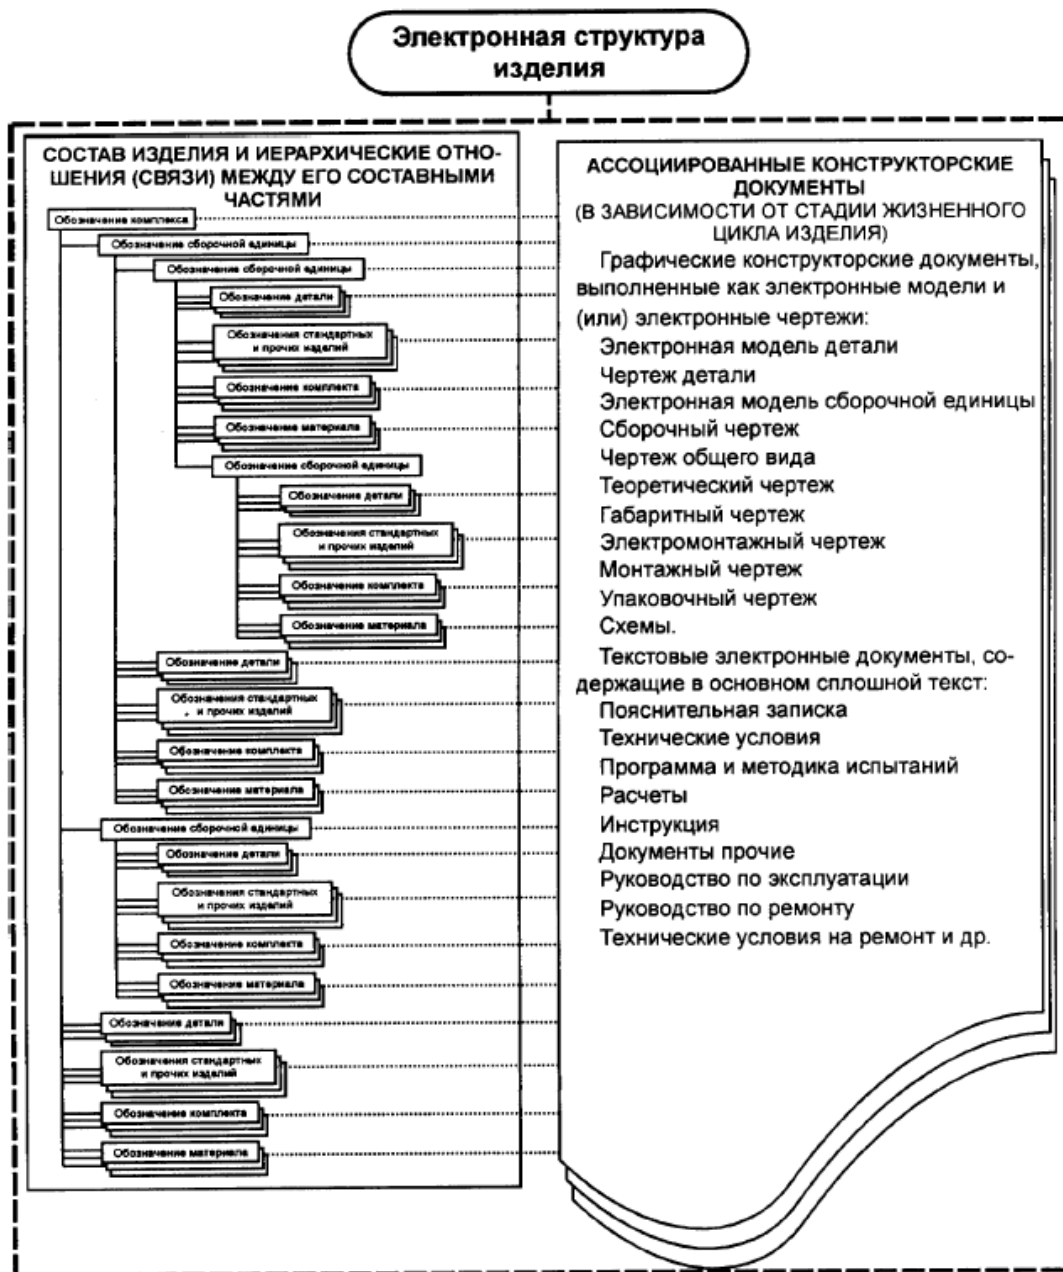 Электронная структура
изделия
СОСТАВ ИЗДЕЛИЯ И ИЕРАРХИЧЕСКИЕ ОТНО-
ШЕНИЯ (СВЯЗИ) МЕЖДУ ЕГО СОСТАВНЫМИ
ЧАСТЯМИ
Обозначение комплекса
Обозначение сборочной единицы
Обозначение сборочной единицы
Обозначение детали
Обозначения стандартных
и прочих изделий
Обозначение комплекта
Обозначение материала
Обозначение сборочной единицы
Обозначение детали
Обозначения стандартных
и прочих изделий
Обозначение комплекта
Обозначение материала
Обозначение детали
Обозначения стандартных
и прочих изделий
Обозначение комплекта
Обозначение материала
Обозначение сборочной единицы
Обозначение детали
Обозначения стандартных
и прочих изделий
Обозначение комплекта
Обозначение материала
Обозначение детали
Обозначения стандартных
и прочих изделий
Обозначение комплекта
Обозначение материала
АССОЦИИРОВАННЫЕ КОНСТРУКТОРСКИЕ
ДОКУМЕНТЫ
(В ЗАВИСИМОСТИ ОТ СТАДИИ ЖИЗНЕННОГО
ЦИКЛА ИЗДЕЛИЯ)
Графические конструкторские документы,
выполненные как электронные модели и
(или) электронные чертежи:
Электронная модель детали
Чертеж детали
Электронная модель сборочной единицы
Сборочный чертеж
Чертеж общего вида
Теоретический чертеж
Габаритный чертеж
Электромонтажный чертеж
Монтажный чертеж
Упаковочный чертеж
Схемы.
Текстовые электронные документы, со-
держащие в основном сплошной текст:
Пояснительная записка
Технические условия
Программа и методика испытаний
Расчеты
Инструкция
Документы прочие
Руководство по эксплуатации
Руководство по ремонту
Технические условия на ремонт и др.